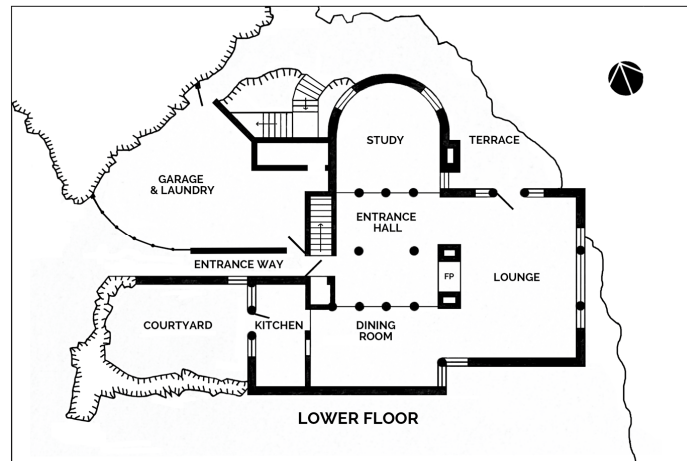 STUDY
TERRACE
GARAGE
& LAUNDRY
ENTRANCE
HALL
ENTRANCE WAY
FP
LOUNGE
COURTYARD
KITCHEN
DINING
ROOM
LOWER FLOOR